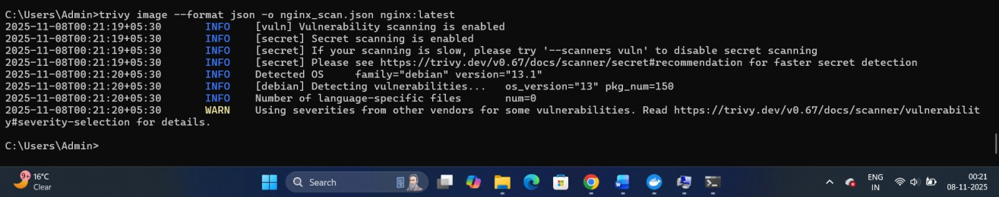 C:\Users\Admin>trivy image --format json -o nginx_scan.json nginx:latest
2025-11-08T00:21:19+05:30 INFO [vuln] Vulnerability scanning is enabled
2025-11-08T00:21:19+05:30 INFO [secret] Secret scanning is enabled
2025-11-08T00:21:19+05:30 INFO [secret] If your scanning is slow, please try '--scanners vuln' to disable secret scanning
2025-11-08T00:21:19+05:30 INFO [secret] Please see https://trivy.dev/v0.67/docs/scanner/secret#recommendation for faster secret detection
2025-11-08T00:21:20+05:30 INFO Detected OS family="debian" version="13.1"
2025-11-08T00:21:20+05:30 INFO [debian] Detecting vulnerabilities... os_version="13" pkg_num=150
2025-11-08T00:21:20+05:30 INFO Number of language-specific files num=0
2025-11-08T00:21:20+05:30 WARN Using severities from other vendors for some vulnerabilities. Read https://trivy.dev/v0.67/docs/scanner/vulnerabilit
y#severity-selection for details.
C:\Users\Admin>
9+ 16°C
Clear
Search
ENG
IN
00:21
08-11-2025